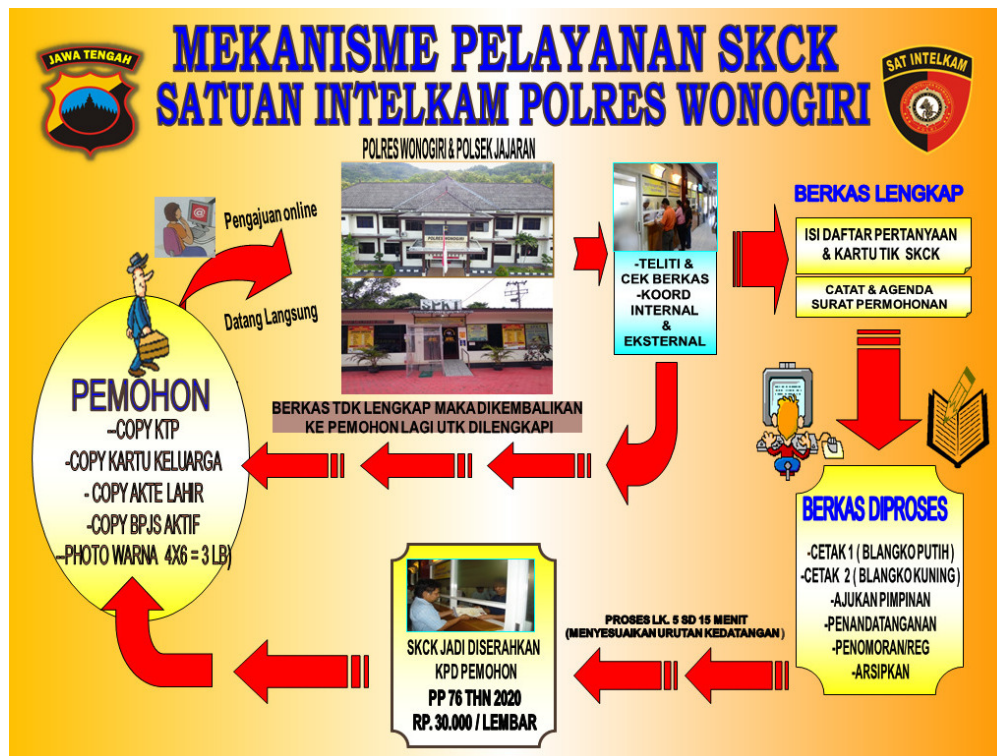 MEKANISME PELAYANAN SKCK
SATUAN INTELKAM POLRES WONOGIRI
JAWA TENGAH
SAT INTELKAM
POLRES WONOGIRI & POLSEK JAJARAN
Pengajuan online
Datang Langsung
POLRES WONOGIRI
SPKT
-TELITI &
CEK BERKAS
-KOORD
INTERNAL
&
EKSTERNAL
BERKAS LENGKAP
ISI DAFTAR PERTANYAAN
& KARTU TIK SKCK
CATAT & AGENDA
SURAT PERMOHONAN
BERKAS TDK LENGKAP MAKA DIKEMBALIKAN
KE PEMOHON LAGI UTK DILENGKAPI
PEMOHON
-COPY KTP
-COPY KARTU KELUARGA
- COPY AKTE LAHIR
-COPY BPJS AKTIF
-PHOTO WARNA 4X6 = 3 LB)
BERKAS DIPROSES
-CETAK 1 ( BLANGKO PUTIH)
-CETAK 2 ( BLANGKO KUNING )
-AJUKAN PIMPINAN
-PENANDATANGANAN
-PENOMORAN/REG
-ARSIPKAN
PROSES LK. 5 SD 15 MENIT
(MENYESUAIKAN URUTAN KEDATANGAN )
SKCK JADI DISERAHKAN
KPD PEMOHON
PP 76 THN 2020
RP. 30.000 / LEMBAR